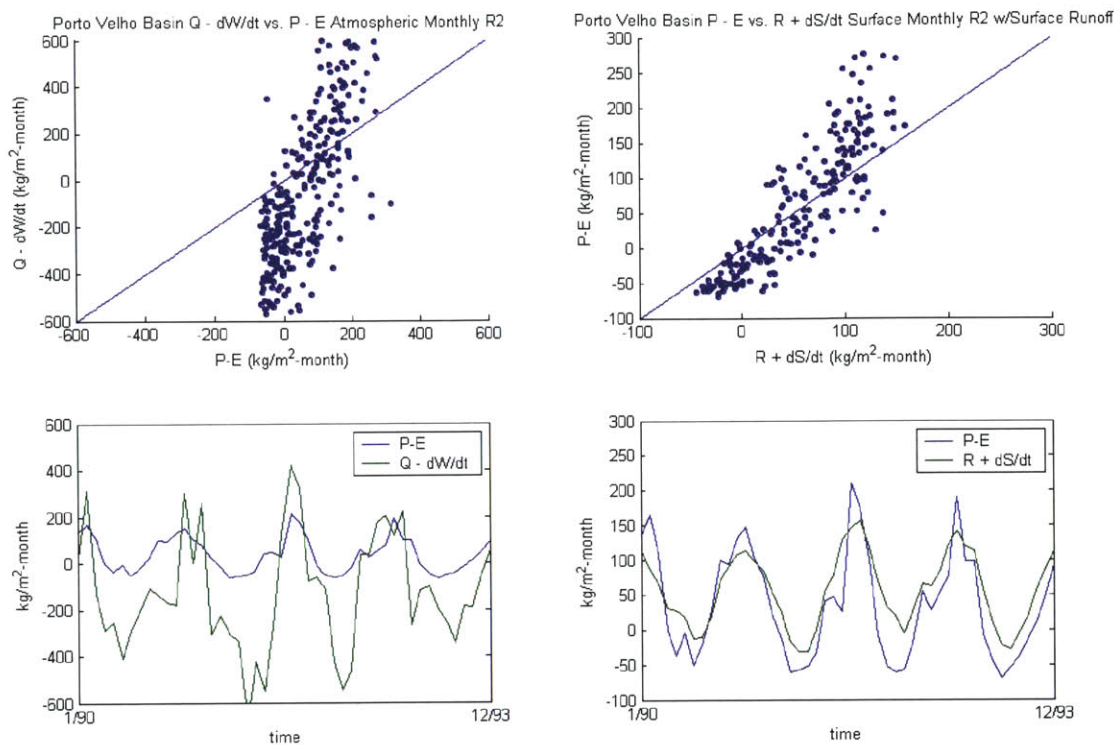 Porto Velho Basin Q - dW/dt vs. P - E Atmospheric Monthly R2
600
400
200
0
-200
-400
-600
Q - dW/dt (kg/m²-month)
-600 -400 -200 0 200 400 600
P-E (kg/m²-month)
Porto Velho Basin P - E vs. R + dS/dt Surface Monthly R2 w/Surface Runoff
300
250
200
150
100
50
0
-50
-100
P-E (kg/m²-month)
-100 0 100 200 300
R + dS/dt (kg/m²-month)
600
400
200
0
-200
-400
-600
kg/m²-month
P-E
Q - dW/dt
1/90 12/93
time
300
250
200
150
100
50
0
-50
-100
kg/m²-month
P-E
R + dS/dt
1/90 12/93
time